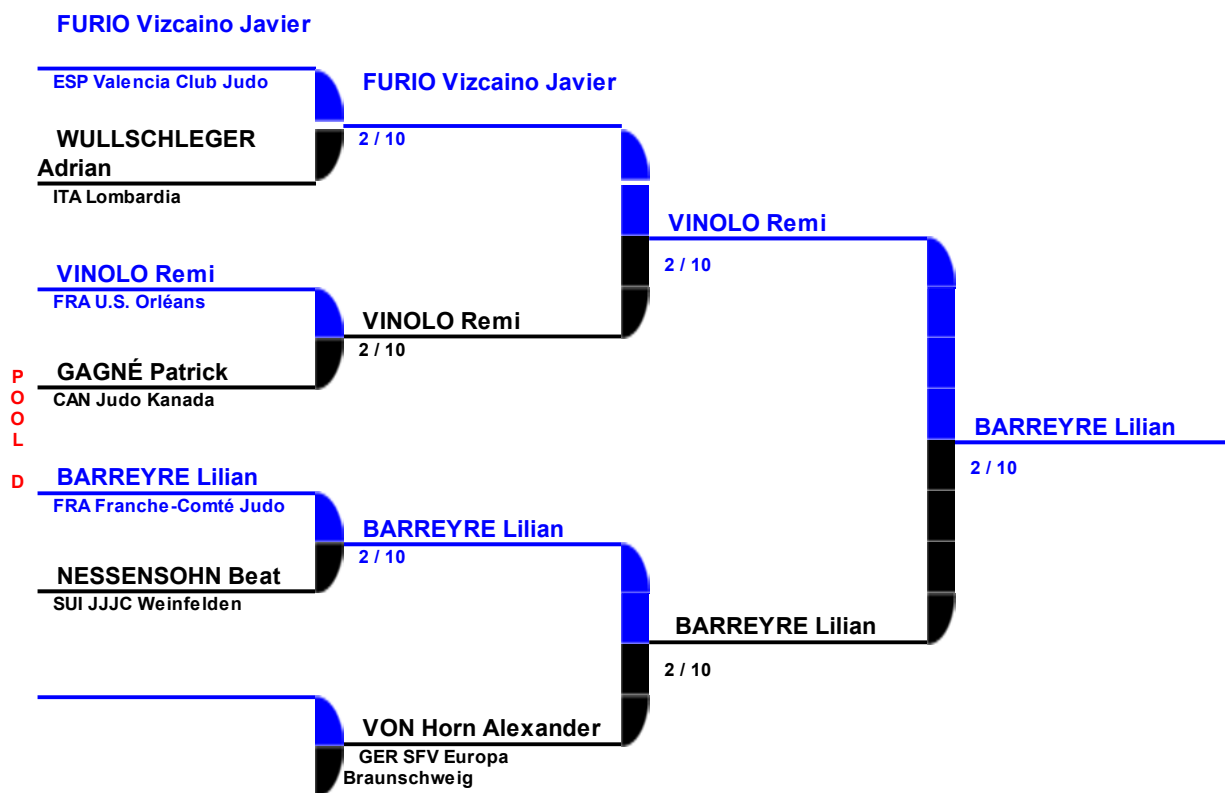 FURIO Vizcaino Javier
ESP Valencia Club Judo
FURIO Vizcaino Javier
2 / 10
WULLSCHLEGER
Adrian
ITA Lombardia
VINOLO Remi
2 / 10
VINOLO Remi
FRA U.S. Orléans
VINOLO Remi
2 / 10
GAGNÉ Patrick
CAN Judo Kanada
POOL D
BARREYRE Lilian
2 / 10
BARREYRE Lilian
FRA Franche-Comté Judo
BARREYRE Lilian
2 / 10
NESSENSOHN Beat
SUI JJJC Weinfelden
BARREYRE Lilian
2 / 10
VON Horn Alexander
GER SFV Europa
Braunschweig